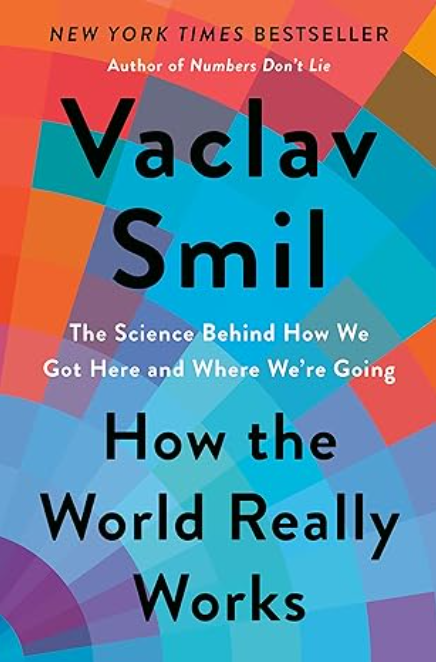 NEW YORK TIMES BESTSELLER
Author of Numbers Don't Lie
Vaclav
Smil
The Science Behind How We
Got Here and Where We're Going
How the
World Really
Works